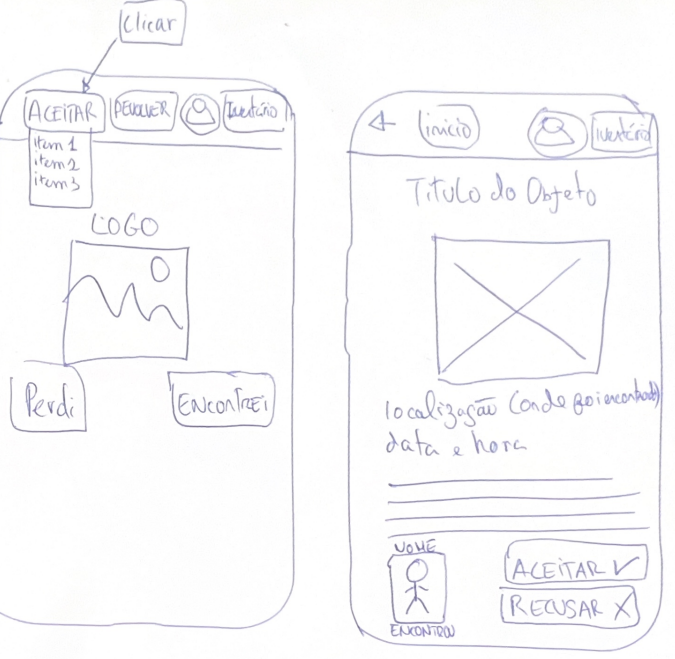 Clicar
ACEITAR
DEVOLVER
Inventário
item 1
item 2
item 3
LOGO
Perdi
ENCONTREI
início
Inventário
Titulo do Objeto
localização (onde foi encontrado)
data e hora
NOME
ENCONTROU
ACEITAR ✓
RECUSAR X